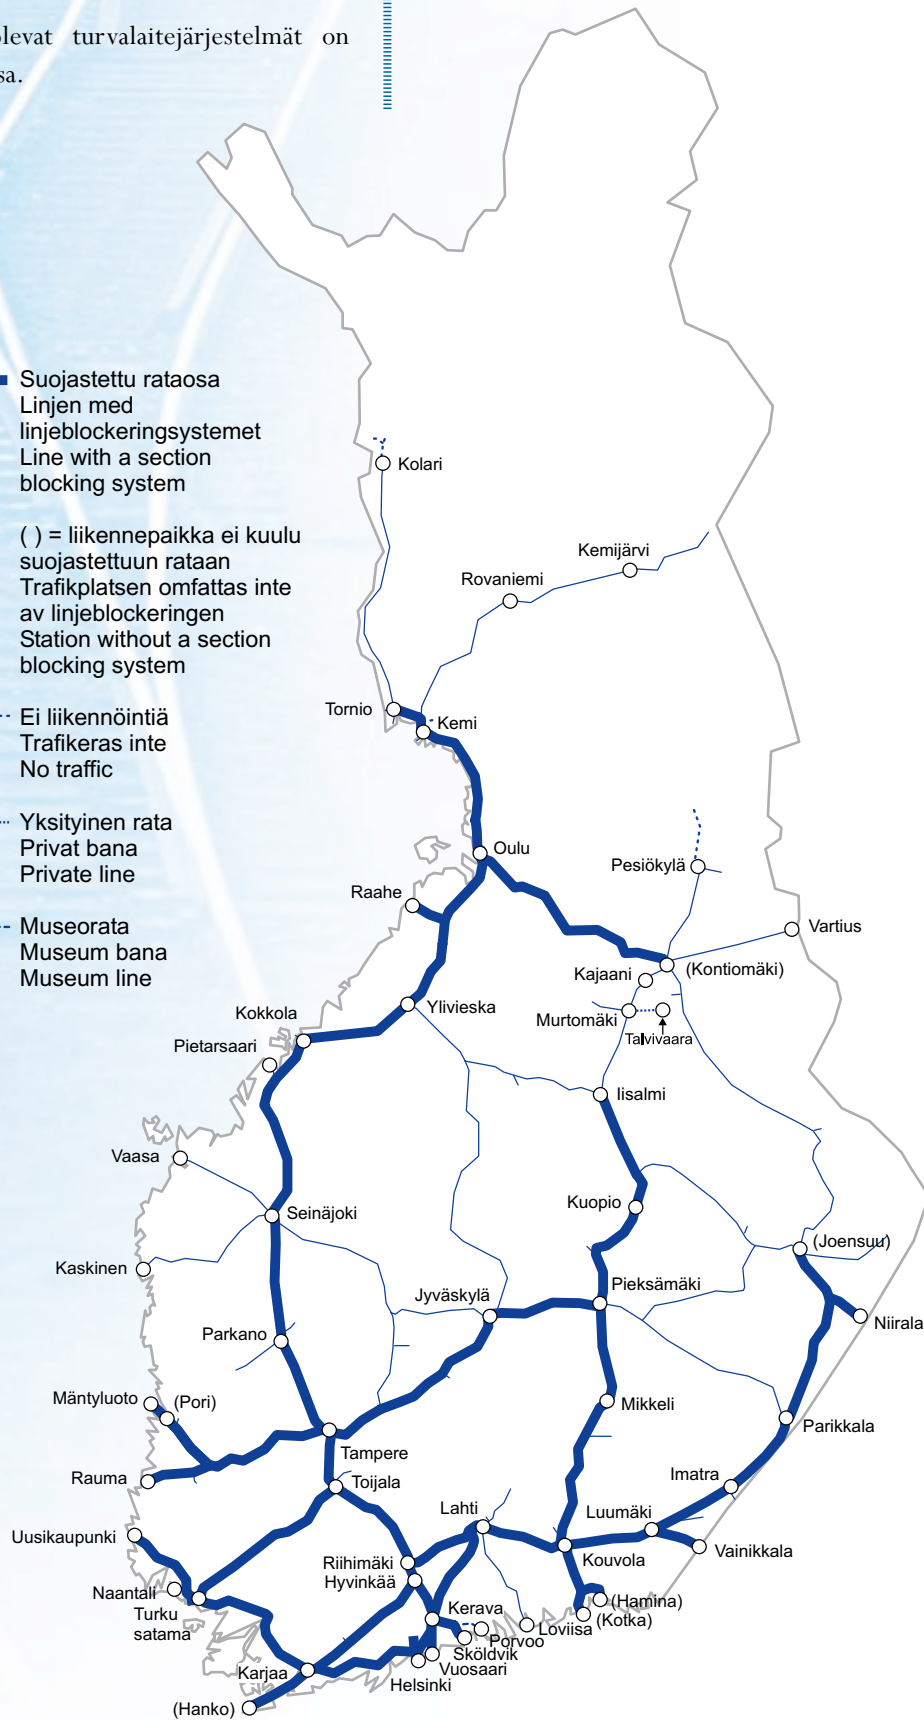 olevat turvalaitejärjestelmät on
sa.
Suojastettu rataosa
Linjen med
linjeblockeringsystemet
Line with a section
blocking system
( ) = liikennepaikka ei kuulu
suojastettuun rataan
Trafikplatsen omfattas inte
av linjeblockeringen
Station without a section
blocking system
Ei liikennöintiä
Trafikeras inte
No traffic
Yksityinen rata
Privat bana
Private line
Museorata
Museum bana
Museum line
Kolari
Kemijärvi
Rovaniemi
Tornio
Kemi
Oulu
Pesiökylä
Raahe
Vartius
(Kontiomäki)
Kajaani
Ylivieska
Kokkola
Murtomäki
Talvivaara
Pietarsaari
Iisalmi
Vaasa
Kuopio
Seinäjoki
(Joensuu)
Kaskinen
Pieksämäki
Jyväskylä
Niirala
Parkano
Mäntyluoto
(Pori)
Mikkeli
Parikkala
Tampere
Rauma
Toijala
Imatra
Lahti
Luumäki
Uusikaupunki
Kouvola
Vainikkala
Riihimäki
Hyvinkää
Naantali
Turku
satama
(Hamina)
Kerava
(Kotka)
Loviisa
Porvoo
Sköldvik
Vuosaari
Karjaa
Helsinki
(Hanko)